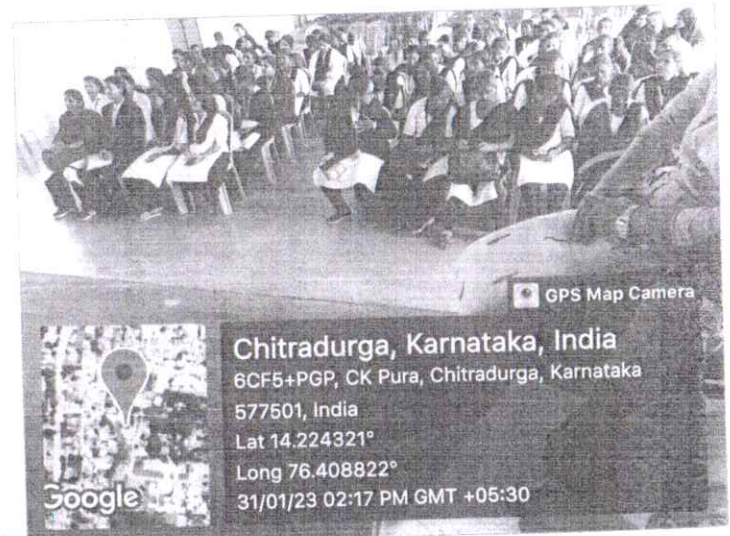 GPS Map Camera
Chitradurga, Karnataka, India
6CF5+PGP, CK Pura, Chitradurga, Karnataka
577501, India
Lat 14.224321°
Long 76.408822°
31/01/23 02:17 PM GMT +05:30
Google